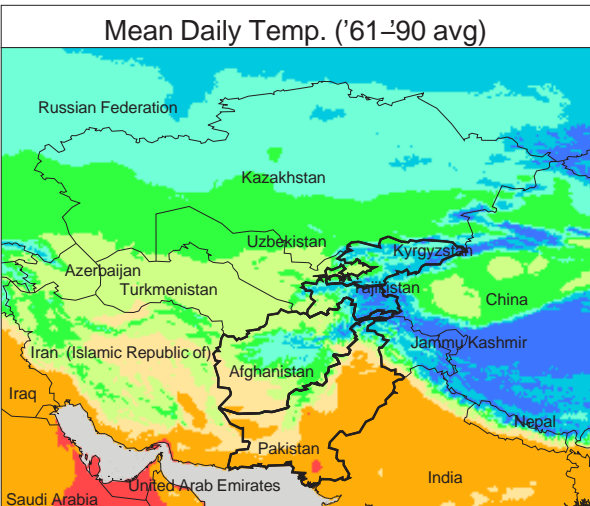 Mean Daily Temp. ('61–'90 avg)
Russian Federation
Kazakhstan
Uzbekistan
Kyrgyzstan
Azerbaijan
Turkmenistan
Tajikistan
China
Iran (Islamic Republic of)
Jammu/Kashmir
Afghanistan
Iraq
Nepal
Pakistan
India
United Arab Emirates
Saudi Arabia